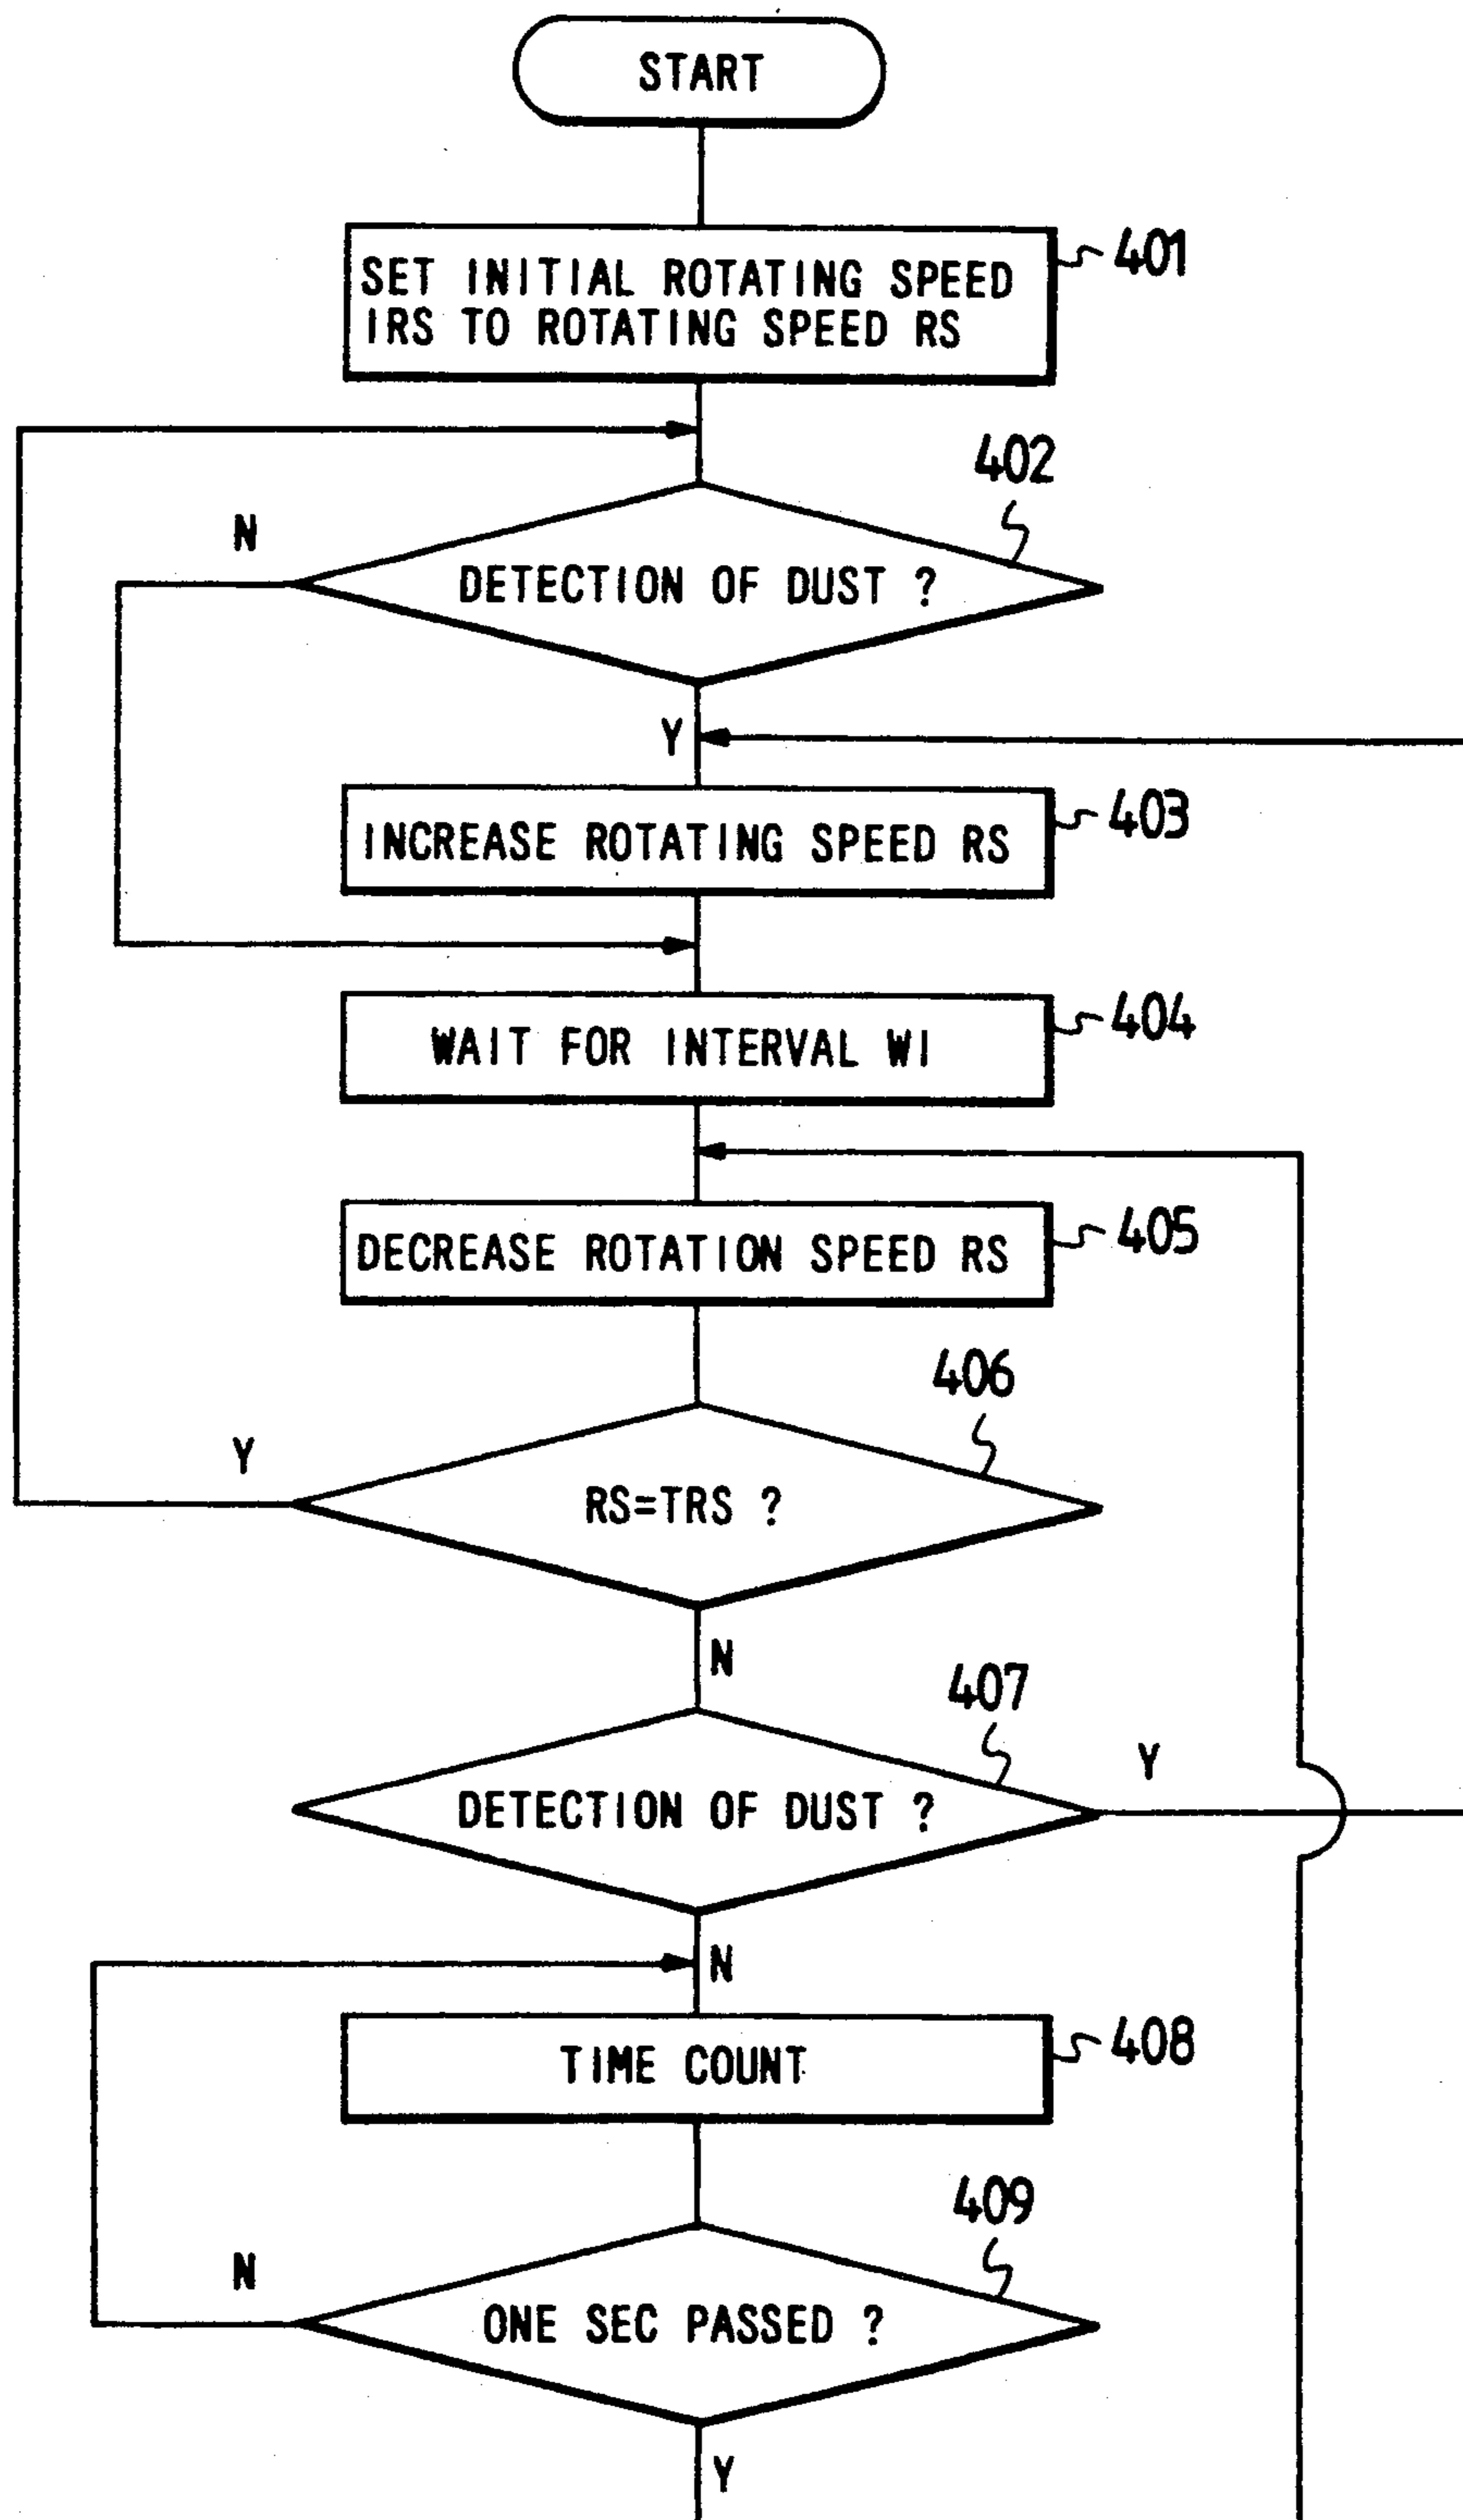 START
SET INITIAL ROTATING SPEED
IRS TO ROTATING SPEED RS
401
402
N
DETECTION OF DUST ?
Y
INCREASE ROTATING SPEED RS
403
WAIT FOR INTERVAL WI
404
DECREASE ROTATION SPEED RS
405
406
Y
RS=TRS ?
N
407
DETECTION OF DUST ?
Y
N
TIME COUNT
408
409
N
ONE SEC PASSED ?
Y